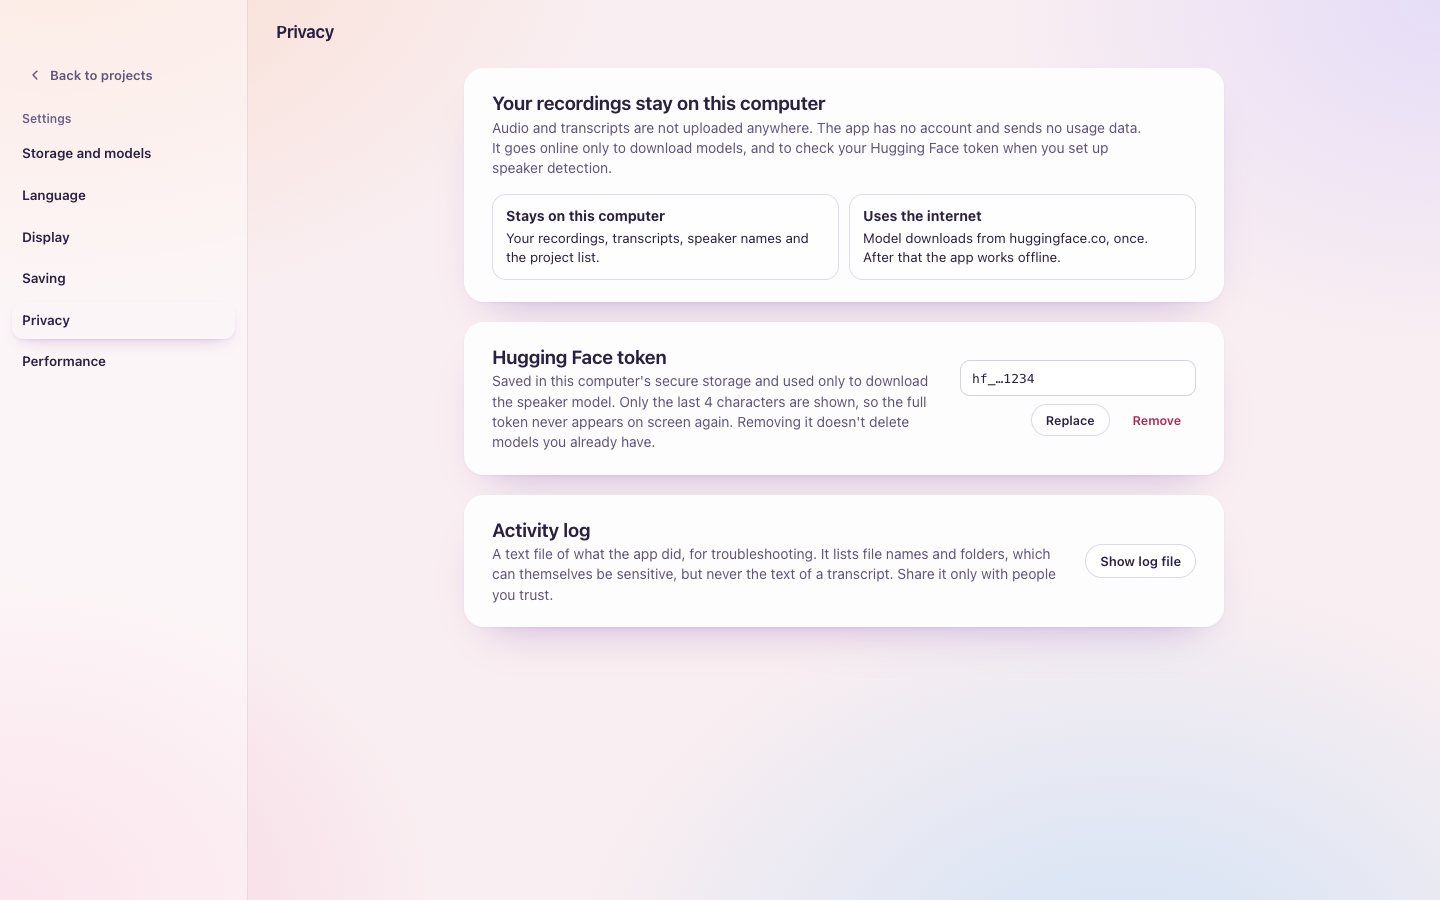 Privacy
Back to projects
Settings
Storage and models
Language
Display
Saving
Privacy
Performance
Your recordings stay on this computer
Audio and transcripts are not uploaded anywhere. The app has no account and sends no usage data.
It goes online only to download models, and to check your Hugging Face token when you set up
speaker detection.
Stays on this computer
Your recordings, transcripts, speaker names and
the project list.
Uses the internet
Model downloads from huggingface.co, once.
After that the app works offline.
Hugging Face token
Saved in this computer's secure storage and used only to download
the speaker model. Only the last 4 characters are shown, so the full
token never appears on screen again. Removing it doesn't delete
models you already have.
hf_…1234
Replace
Remove
Activity log
A text file of what the app did, for troubleshooting. It lists file names and folders, which
can themselves be sensitive, but never the text of a transcript. Share it only with people
you trust.
Show log file